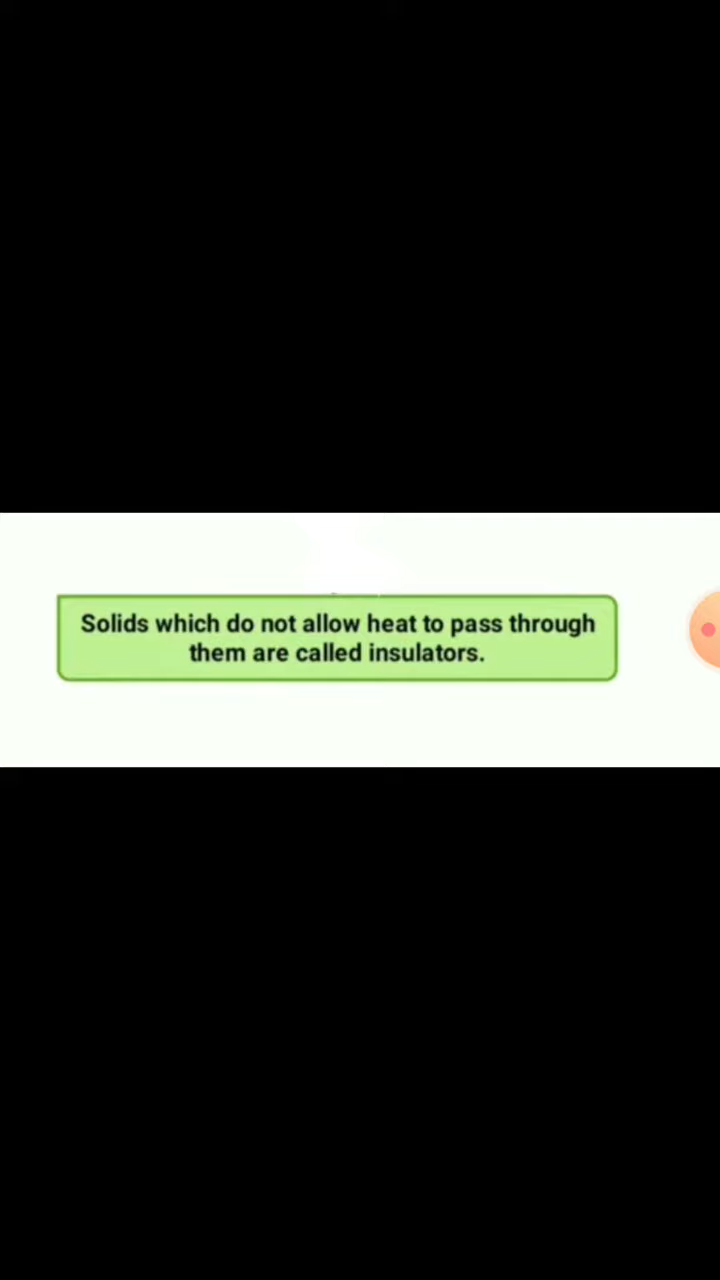 Solids which do not allow heat to pass through
them are called insulators.